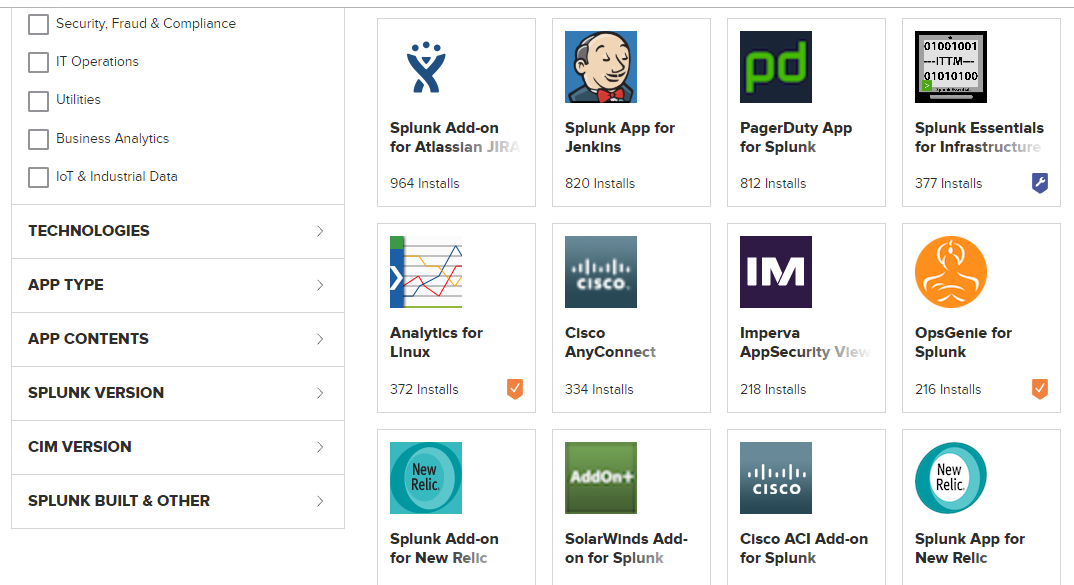 Security, Fraud & Compliance
IT Operations
Utilities
Business Analytics
IoT & Industrial Data
TECHNOLOGIES
APP TYPE
APP CONTENTS
SPLUNK VERSION
CIM VERSION
SPLUNK BUILT & OTHER
Splunk Add-on
for Atlassian JIRA
964 Installs
Splunk App for
Jenkins
820 Installs
pd
PagerDuty App
for Splunk
812 Installs
01001001
---ITTM---
01010100
Splunk Essentials
for Infrastructure
377 Installs
Analytics for
Linux
372 Installs
CISCO.
Cisco
AnyConnect
334 Installs
IM
Imperva
AppSecurity View
218 Installs
OpsGenie for
Splunk
216 Installs
New
Relic.
Splunk Add-on
for New Relic
AddOn+
SolarWinds Add-
on for Splunk
CISCO
Cisco ACI Add-on
for Splunk
New
Relic.
Splunk App for
New Relic